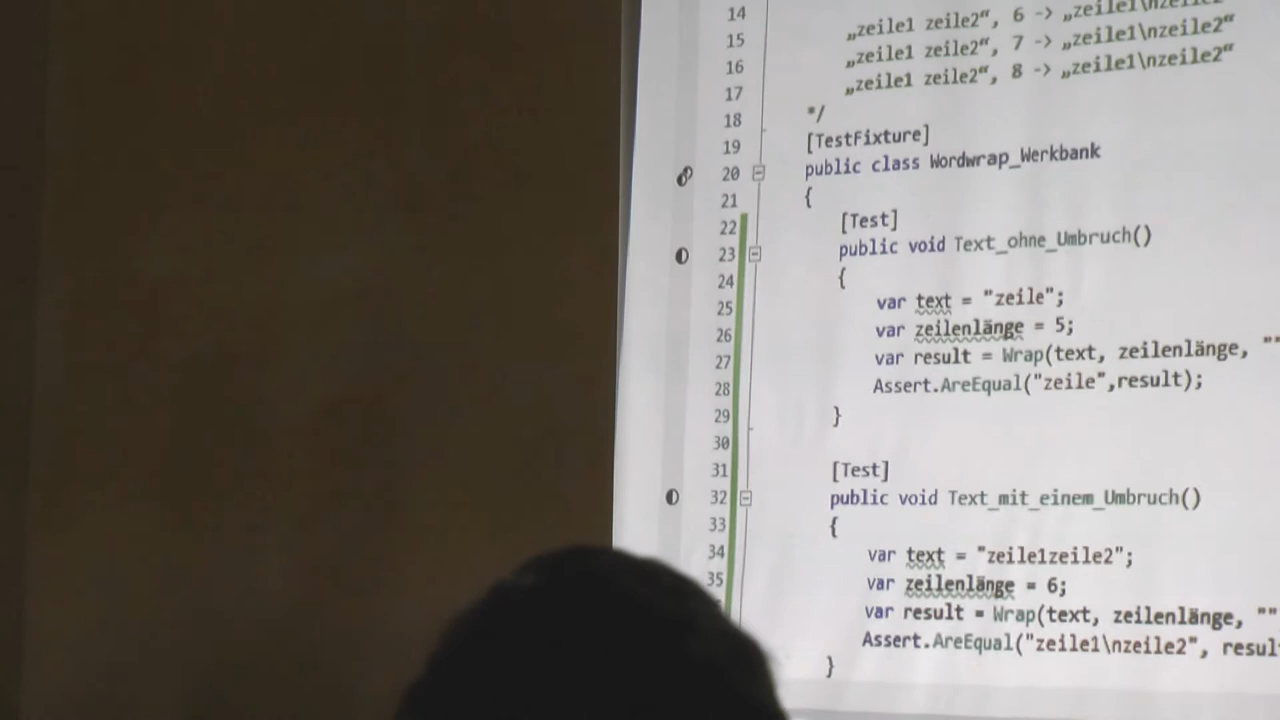 14
15 „zeile1 zeile2“, 6 -> „zeile1\nzeile2
16 „zeile1 zeile2“, 7 -> „zeile1\nzeile2“
17 „zeile1 zeile2“, 8 -> „zeile1\nzeile2“
18 */
19 [TestFixture]
20 public class Wordwrap_Werkbank
21 {
22 [Test]
23 public void Text_ohne_Umbruch()
24 {
25 var text = "zeile";
26 var zeilenlänge = 5;
27 var result = Wrap(text, zeilenlänge, ""
28 Assert.AreEqual("zeile",result);
29 }
30
31 [Test]
32 public void Text_mit_einem_Umbruch()
33 {
34 var text = "zeile1zeile2";
35 var zeilenlänge = 6;
var result = Wrap(text, zeilenlänge, ""
Assert.AreEqual("zeile1\nzeile2", resul
}